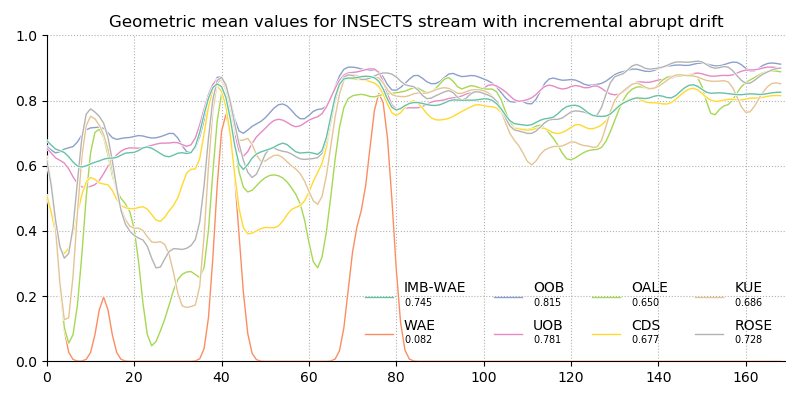 Geometric mean values for INSECTS stream with incremental abrupt drift
1.0
0.8
0.6
0.4
0.2
0.0
IMB-WAE OOB OALE KUE
0.745 0.815 0.650 0.686
WAE UOB CDS ROSE
0.082 0.781 0.677 0.728
0 20 40 60 80 100 120 140 160